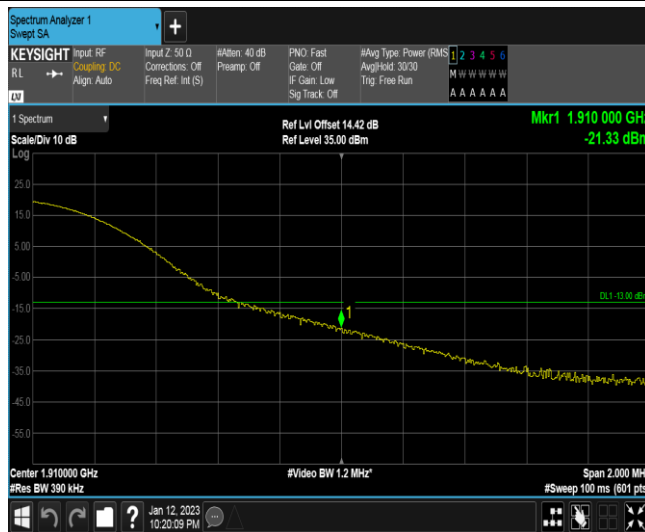 Spectrum Analyzer 1
Swept SA
+
KEYSIGHT
RL
LXI
Input: RF
Coupling: DC
Align: Auto
Input Z: 50 Ω
Corrections: Off
Freq Ref: Int (S)
#Atten: 40 dB
Preamp: Off
PNO: Fast
Gate: Off
IF Gain: Low
Sig Track: Off
#Avg Type: Power (RMS
Avg|Hold: 30/30
Trig: Free Run
1 2 3 4 5 6
M W W W W W
A A A A A A
1 Spectrum
Scale/Div 10 dB
Log
Ref Lvl Offset 14.42 dB
Ref Level 35.00 dBm
Mkr1 1.910 000 GHz
-21.33 dBm
25.0
15.0
5.00
-5.00
-15.0
-25.0
-35.0
-45.0
-55.0
DL1 -13.00 dBm
1
Center 1.910000 GHz
#Res BW 390 kHz
#Video BW 1.2 MHz*
Span 2.000 MHz
#Sweep 100 ms (601 pts)
?
Jan 12, 2023
10:20:09 PM